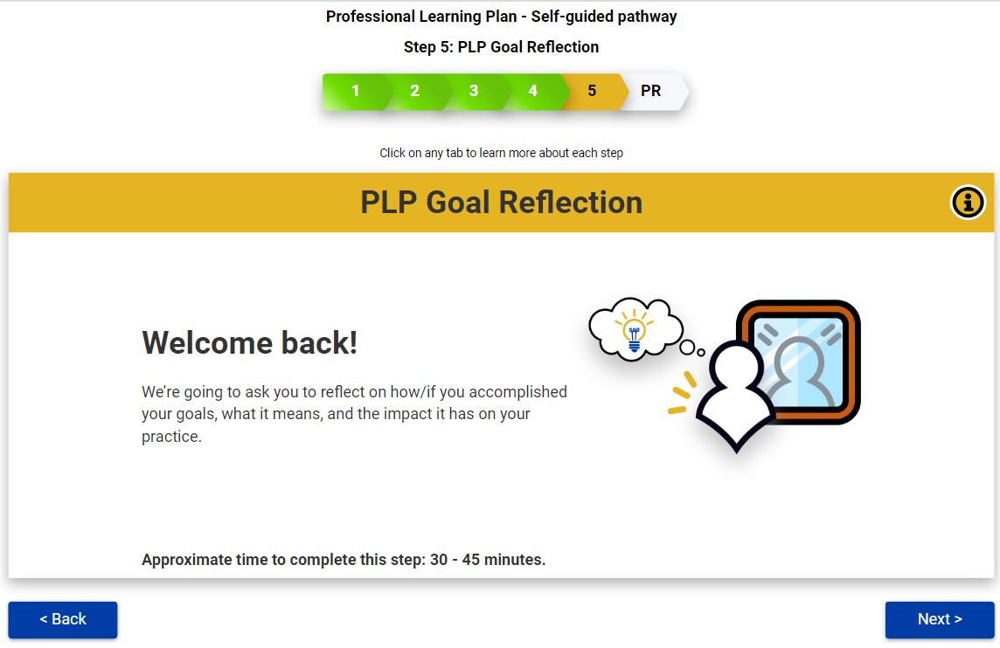 Professional Learning Plan - Self-guided pathway
Step 5: PLP Goal Reflection
1 2 3 4 5 PR
Click on any tab to learn more about each step
PLP Goal Reflection
Welcome back!
We’re going to ask you to reflect on how/if you accomplished
your goals, what it means, and the impact it has on your
practice.
Approximate time to complete this step: 30 - 45 minutes.
< Back
Next >